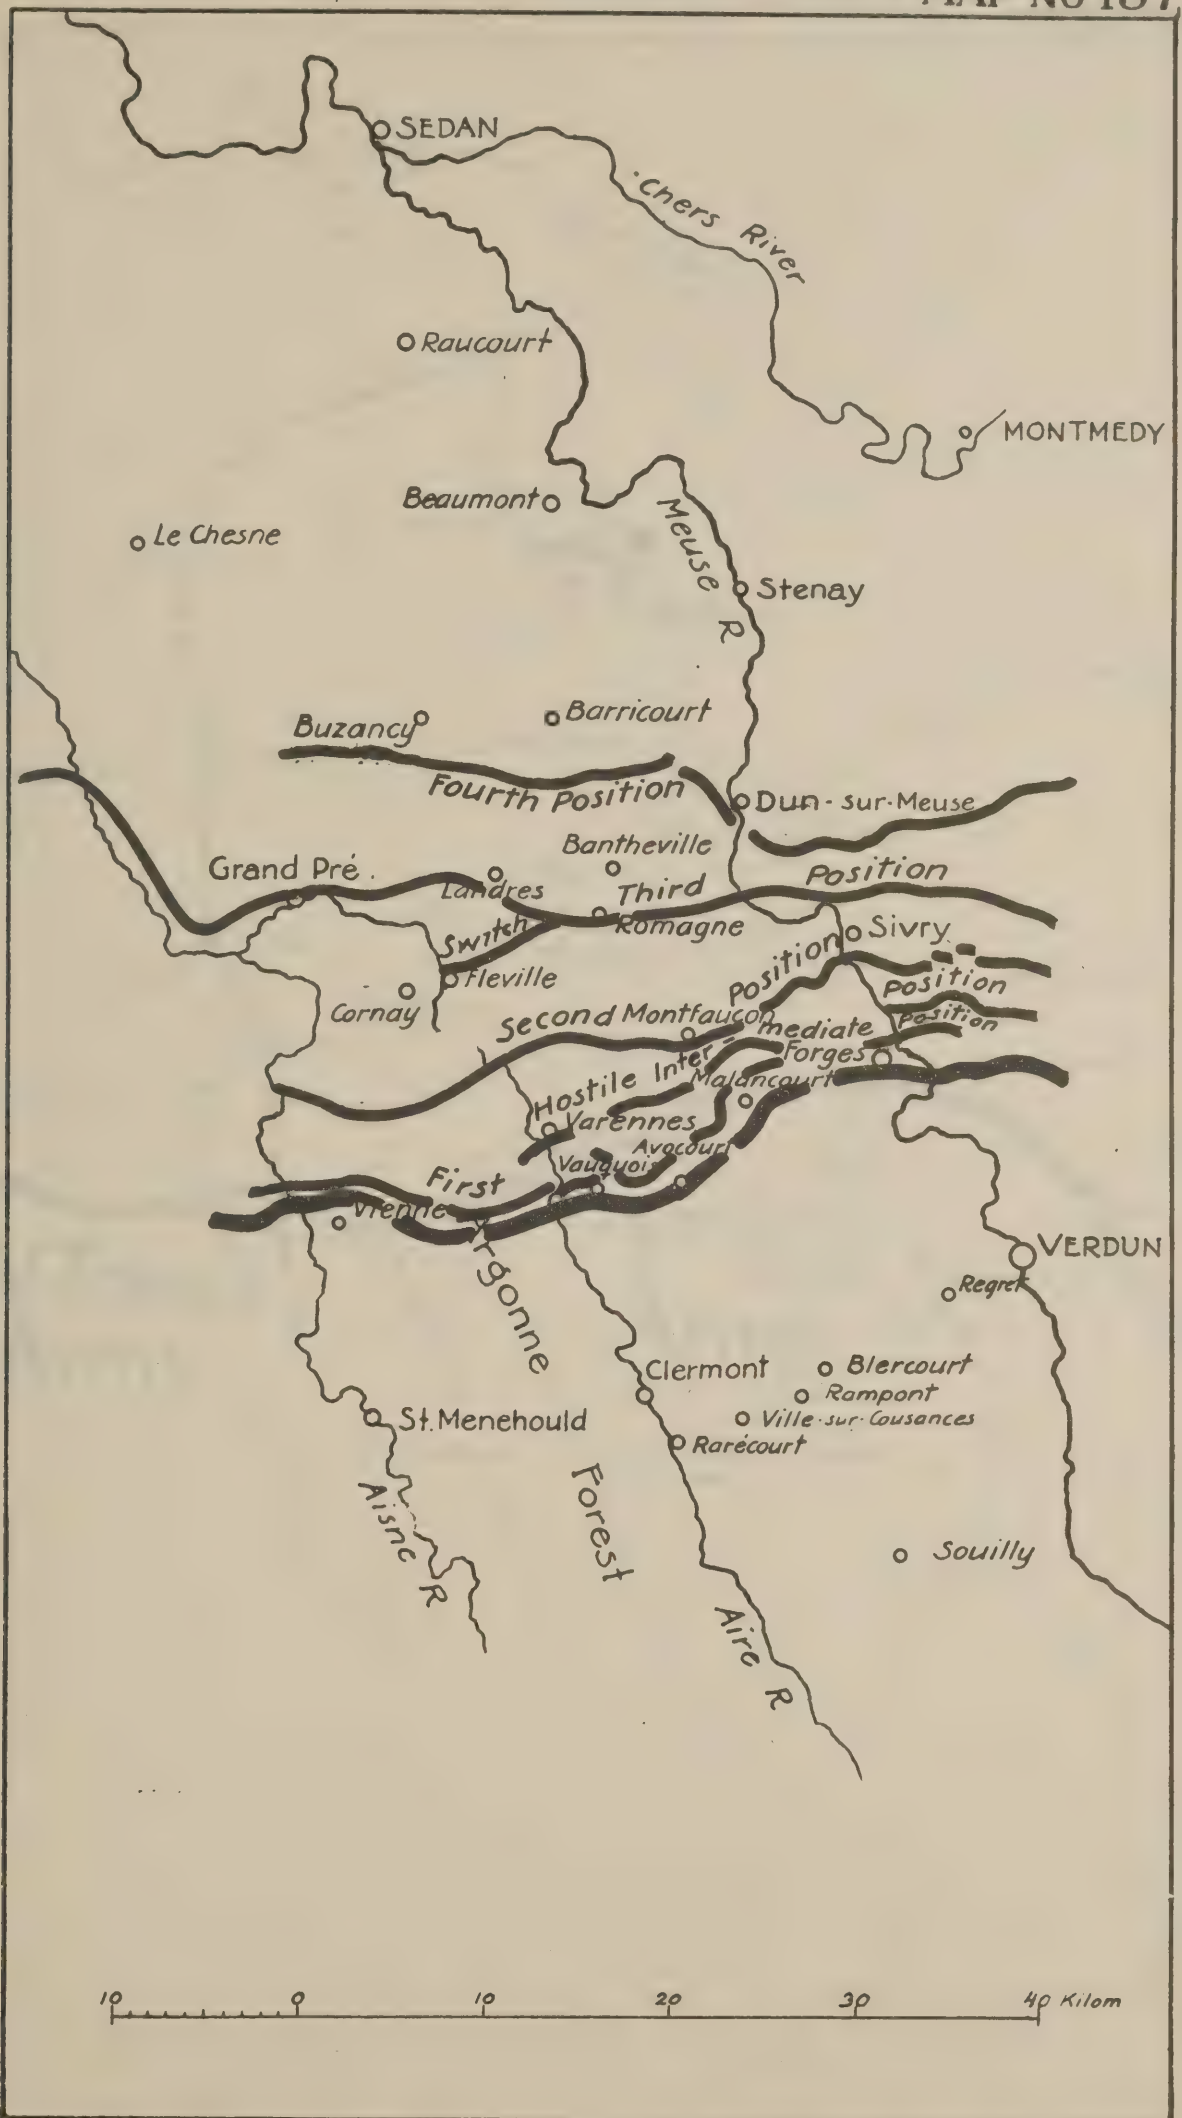 MAP No 187
SEDAN
Chers River
Raucourt
MONTMEDY
Beaumont
Meuse R
Le Chesne
Stenay
Buzancy
Barricourt
Fourth Position
Dun-sur-Meuse
Bantheville
Grand Pré
Landres
Third Position
Romagne
Switch
Sivry
Fleville
Cornay
Second Position
Montfaucon
Position
Position
Hostile Inter-mediate
Forges
Malancourt
Varennes
Avocourt
Vauquois
First
Vienne
VERDUN
Regret
Argonne Forest
Clermont
Blercourt
Rampont
St. Menehould
Ville-sur-Cousances
Rarécourt
Aisne R
Souilly
Aire R
10 0 10 20 30 40 Kilom